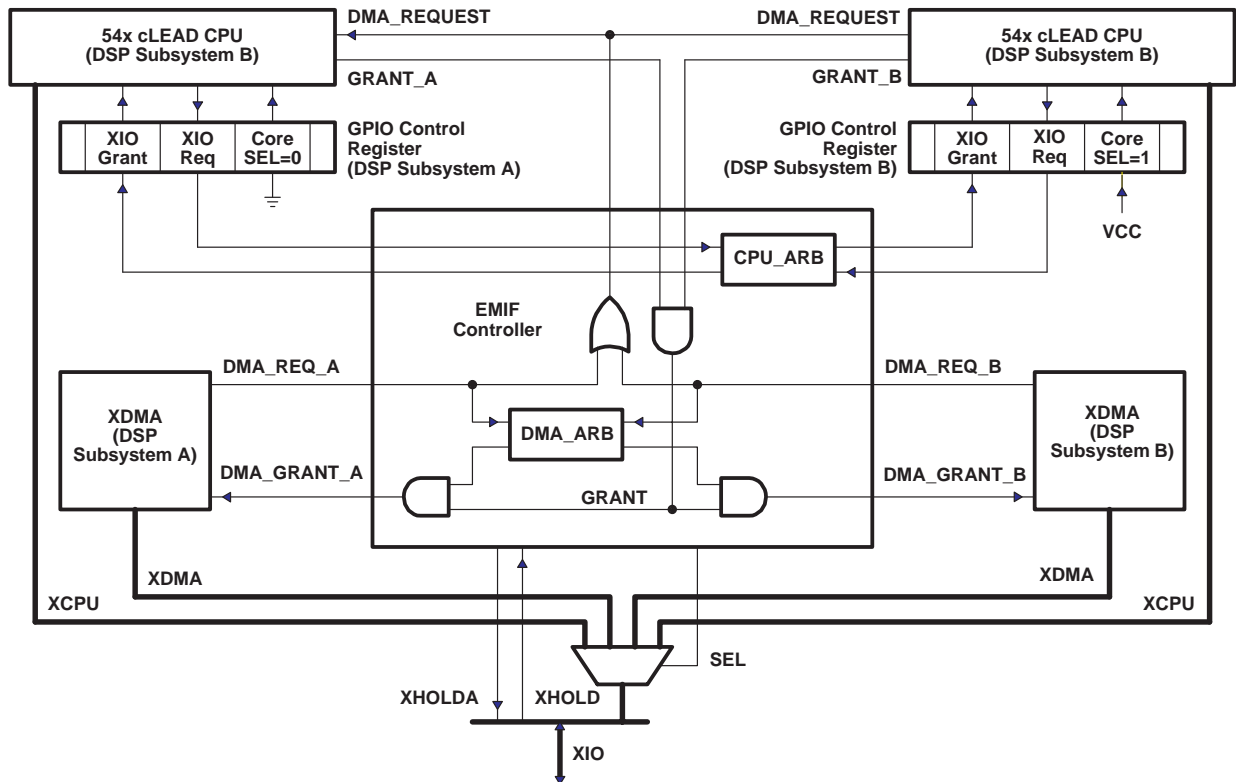 DMA_REQUEST
DMA_REQUEST
54x cLEAD CPU
(DSP Subsystem B)
54x cLEAD CPU
(DSP Subsystem B)
GRANT_A
GRANT_B
XIO
Grant
XIO
Req
Core
SEL=0
GPIO Control
Register
(DSP Subsystem A)
GPIO Control
Register
(DSP Subsystem B)
XIO
Grant
XIO
Req
Core
SEL=1
VCC
CPU_ARB
EMIF
Controller
DMA_REQ_A
DMA_REQ_B
XDMA
(DSP
Subsystem A)
DMA_ARB
XDMA
(DSP
Subsystem B)
DMA_GRANT_A
GRANT
DMA_GRANT_B
XDMA
XDMA
XCPU
XCPU
SEL
XHOLDA
XHOLD
XIO